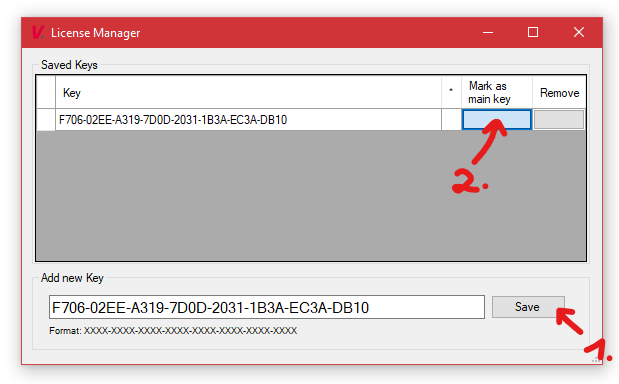 V. License Manager
Saved Keys
Key * Mark as main key Remove
F706-02EE-A319-7D0D-2031-1B3A-EC3A-DB10
2.
Add new Key
F706-02EE-A319-7D0D-2031-1B3A-EC3A-DB10 Save
Format: XXXX-XXXX-XXXX-XXXX-XXXX-XXXX-XXXX-XXXX
1.